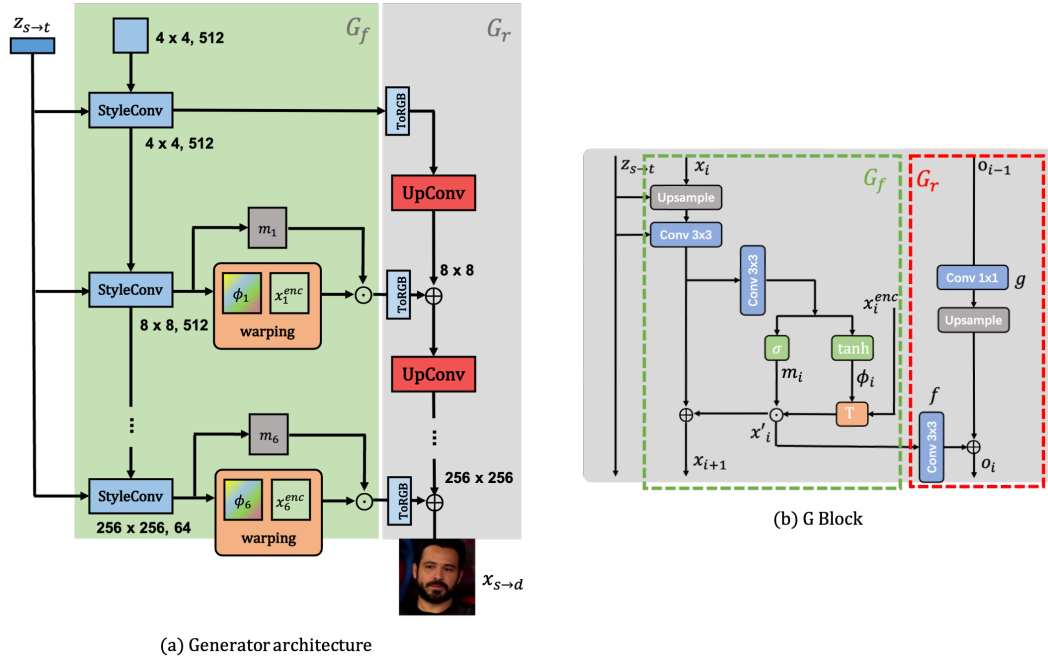 z_{s→t}
G_f
G_r
4 x 4, 512
StyleConv
ToRGB
4 x 4, 512
UpConv
m_1
8 x 8
StyleConv
ϕ_1
x_1^{enc}
ToRGB
warping
8 x 8, 512
UpConv
...
...
m_6
256 x 256
StyleConv
ϕ_6
x_6^{enc}
ToRGB
256 x 256, 64
warping
x_{s→d}
(a) Generator architecture
z_{s→t}
x_i
G_f
G_r
o_{i-1}
Upsample
Conv 3x3
Conv 3x3
x_i^{enc}
Conv 1x1
g
Upsample
σ
tanh
m_i
ϕ_i
T
f
x'_i
Conv 3x3
x_{i+1}
o_i
(b) G Block